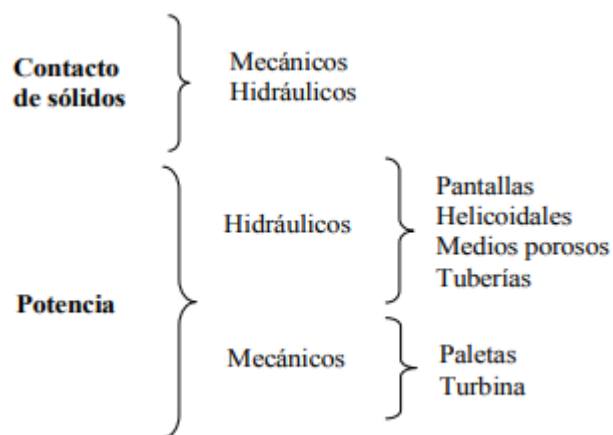 Contacto
de sólidos
Mecánicos
Hidráulicos
Potencia
Hidráulicos
Pantallas
Helicoidales
Medios porosos
Tuberías
Mecánicos
Paletas
Turbina